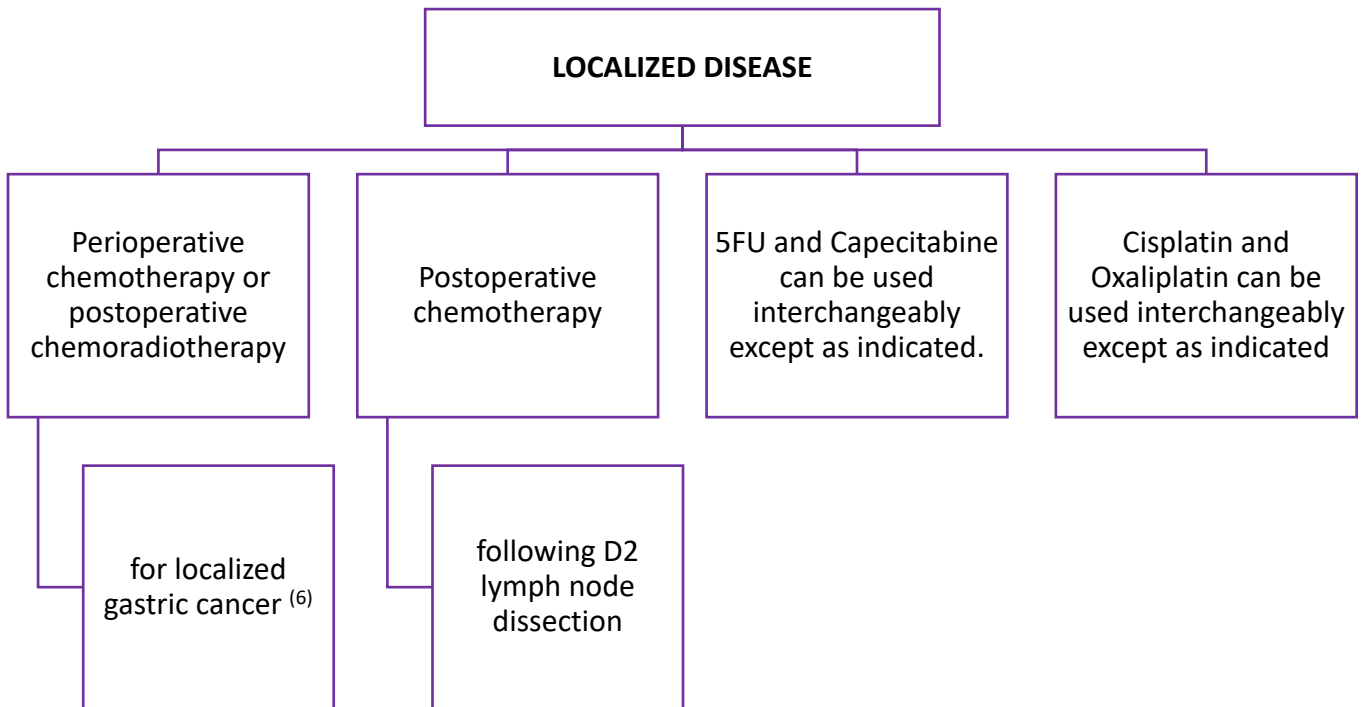 LOCALIZED DISEASE
Perioperative
chemotherapy or
postoperative
chemoradiotherapy
Postoperative
chemotherapy
5FU and Capecitabine
can be used
interchangeably
except as indicated.
Cisplatin and
Oxaliplatin can be
used interchangeably
except as indicated
for localized
gastric cancer (6)
following D2
lymph node
dissection